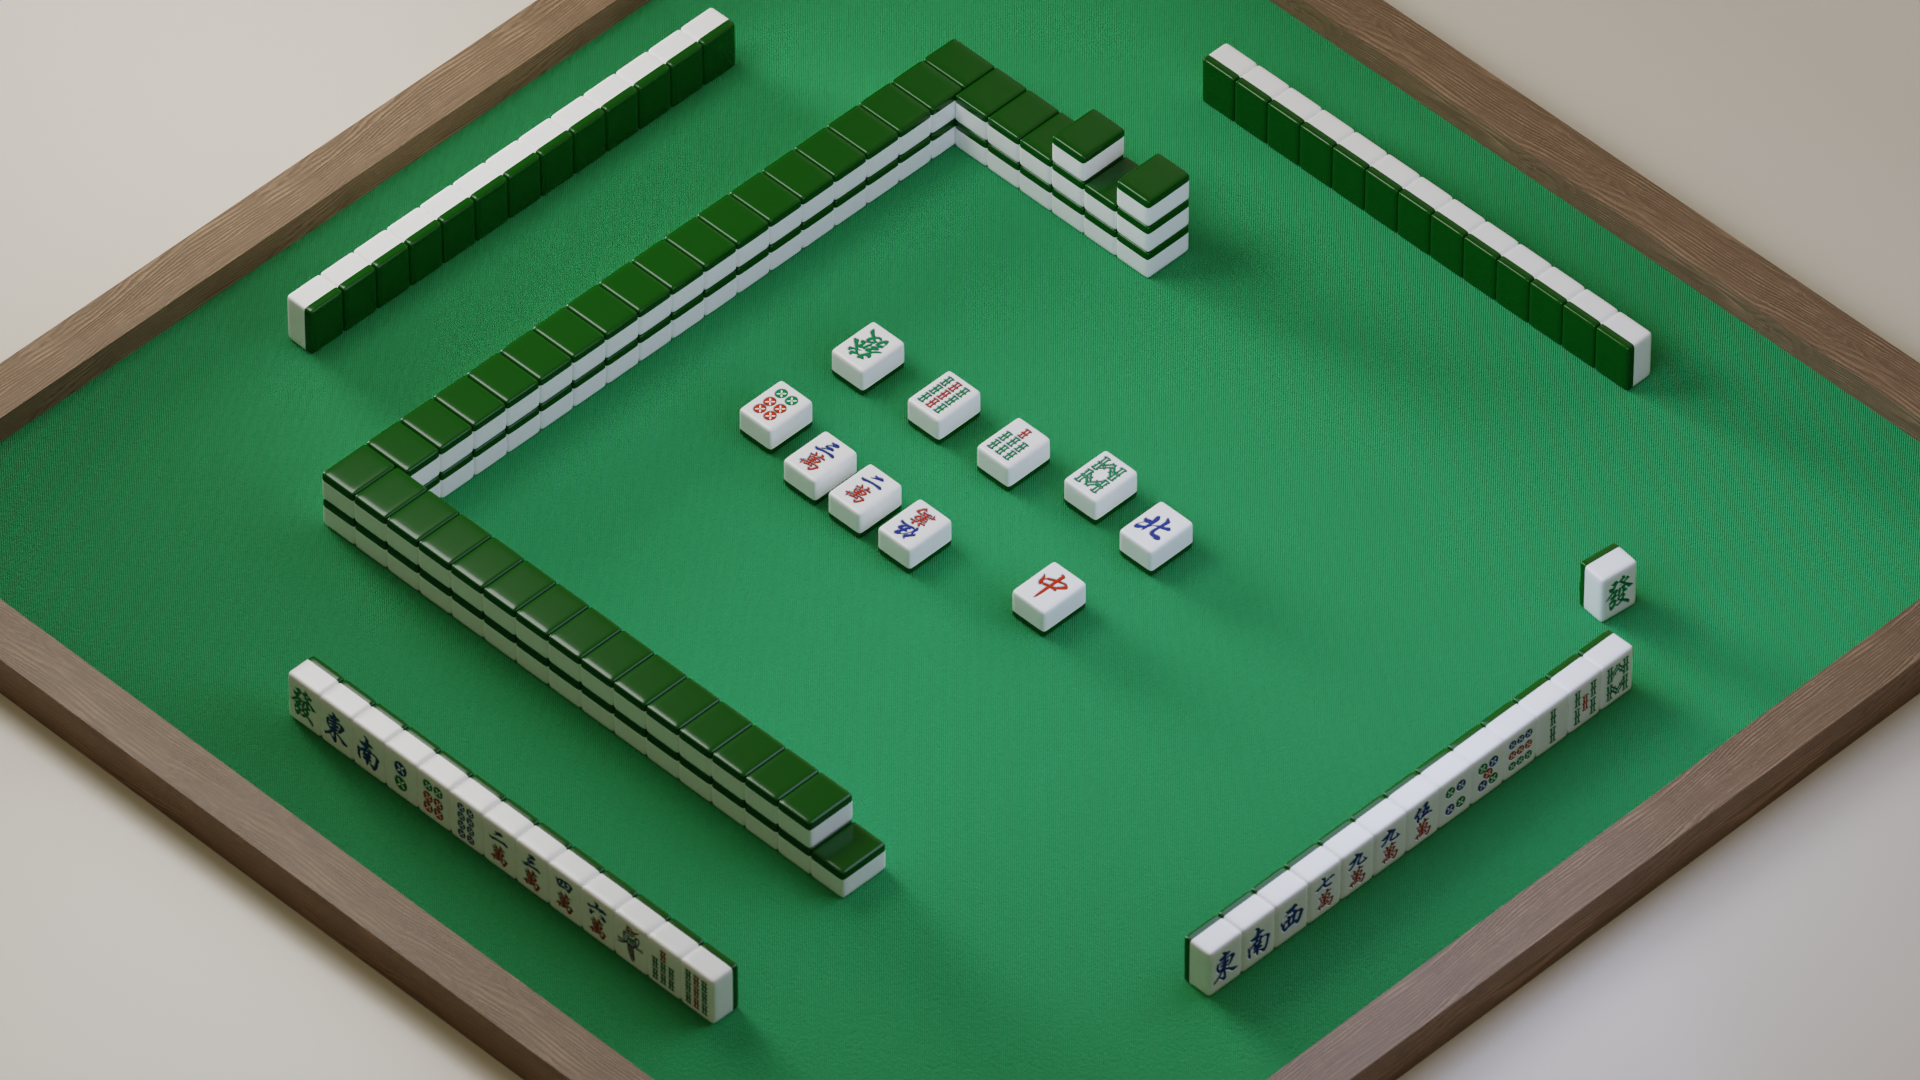 發
三萬
二萬
伍萬
北
中
發
發
東
南
二萬
三萬
四萬
六萬
東
南
西
七萬
九萬
九萬
伍萬